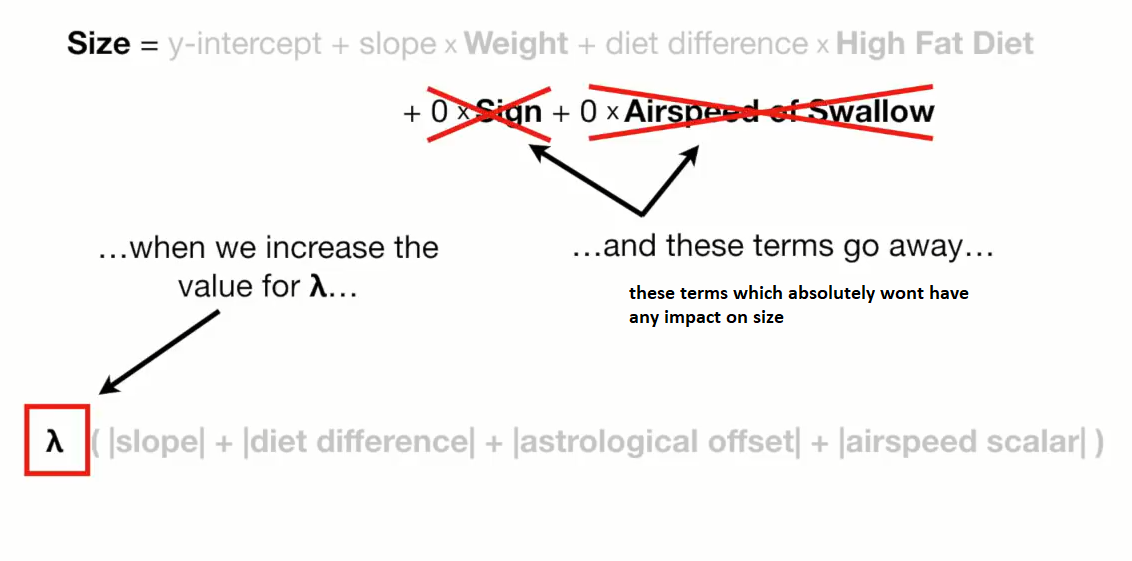 Size = y-intercept + slope x Weight + diet difference x High Fat Diet
+ 0 x Sign + 0 x Airspeed of Swallow
...when we increase the
value for λ...
...and these terms go away...
these terms which absolutely wont have
any impact on size
λ ( |slope| + |diet difference| + |astrological offset| + |airspeed scalar| )